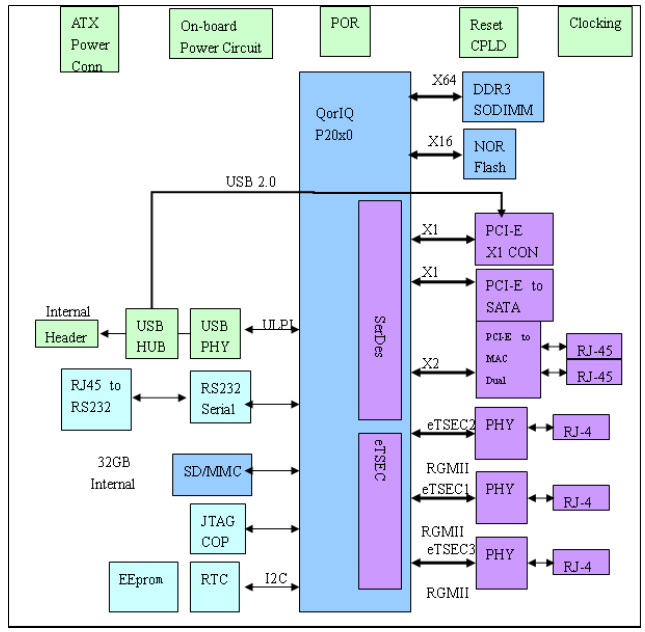 ATX
Power
Conn
On-board
Power Circuit
POR
Reset
CPLD
Clocking
QorIQ
P20x0
X64
DDR3
SODIMM
X16
NOR
Flash
USB 2.0
X1
PCI-E
X1 CON
X1
PCI-E to
SATA
SerDes
Internal
Header
USB
HUB
USB
PHY
ULPI
PCI-E to
MAC
Dual
X2
RJ-45
RJ-45
RJ45 to
RS232
RS232
Serial
eTSEC2
PHY
RJ-4
RGMII
eTSEC
32GB
Internal
SD/MMC
eTSEC1
PHY
RJ-4
RGMII
JTAG
COP
eTSEC3
PHY
RJ-4
RGMII
EEprom
RTC
I2C